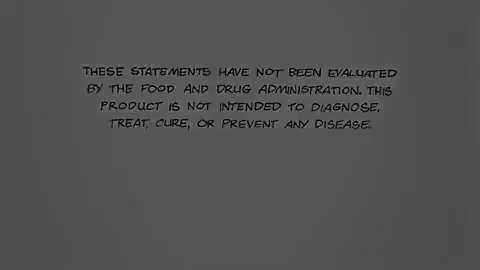 THESE STATEMENTS HAVE NOT BEEN EVALUATED
BY THE FOOD AND DRUG ADMINISTRATION. THIS
PRODUCT IS NOT INTENDED TO DIAGNOSE,
TREAT, CURE, OR PREVENT ANY DISEASE.